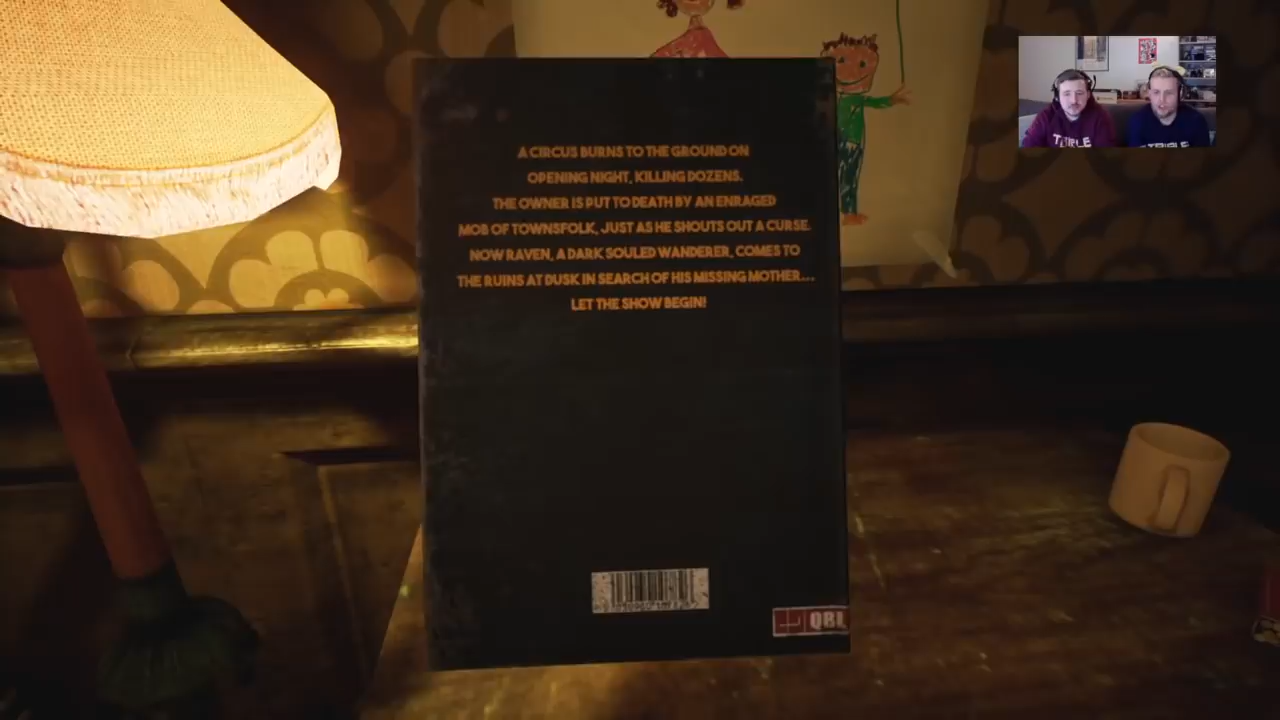 A CIRCUS BURNS TO THE GROUND ON
OPENING NIGHT, KILLING DOZENS.
THE OWNER IS PUT TO DEATH BY AN ENRAGED
MOB OF TOWNSFOLK, JUST AS HE SHOUTS OUT A CURSE.
NOW RAVEN, A DARK SOULED WANDERER, COMES TO
THE RUINS AT DUSK IN SEARCH OF HIS MISSING MOTHER...
LET THE SHOW BEGIN!